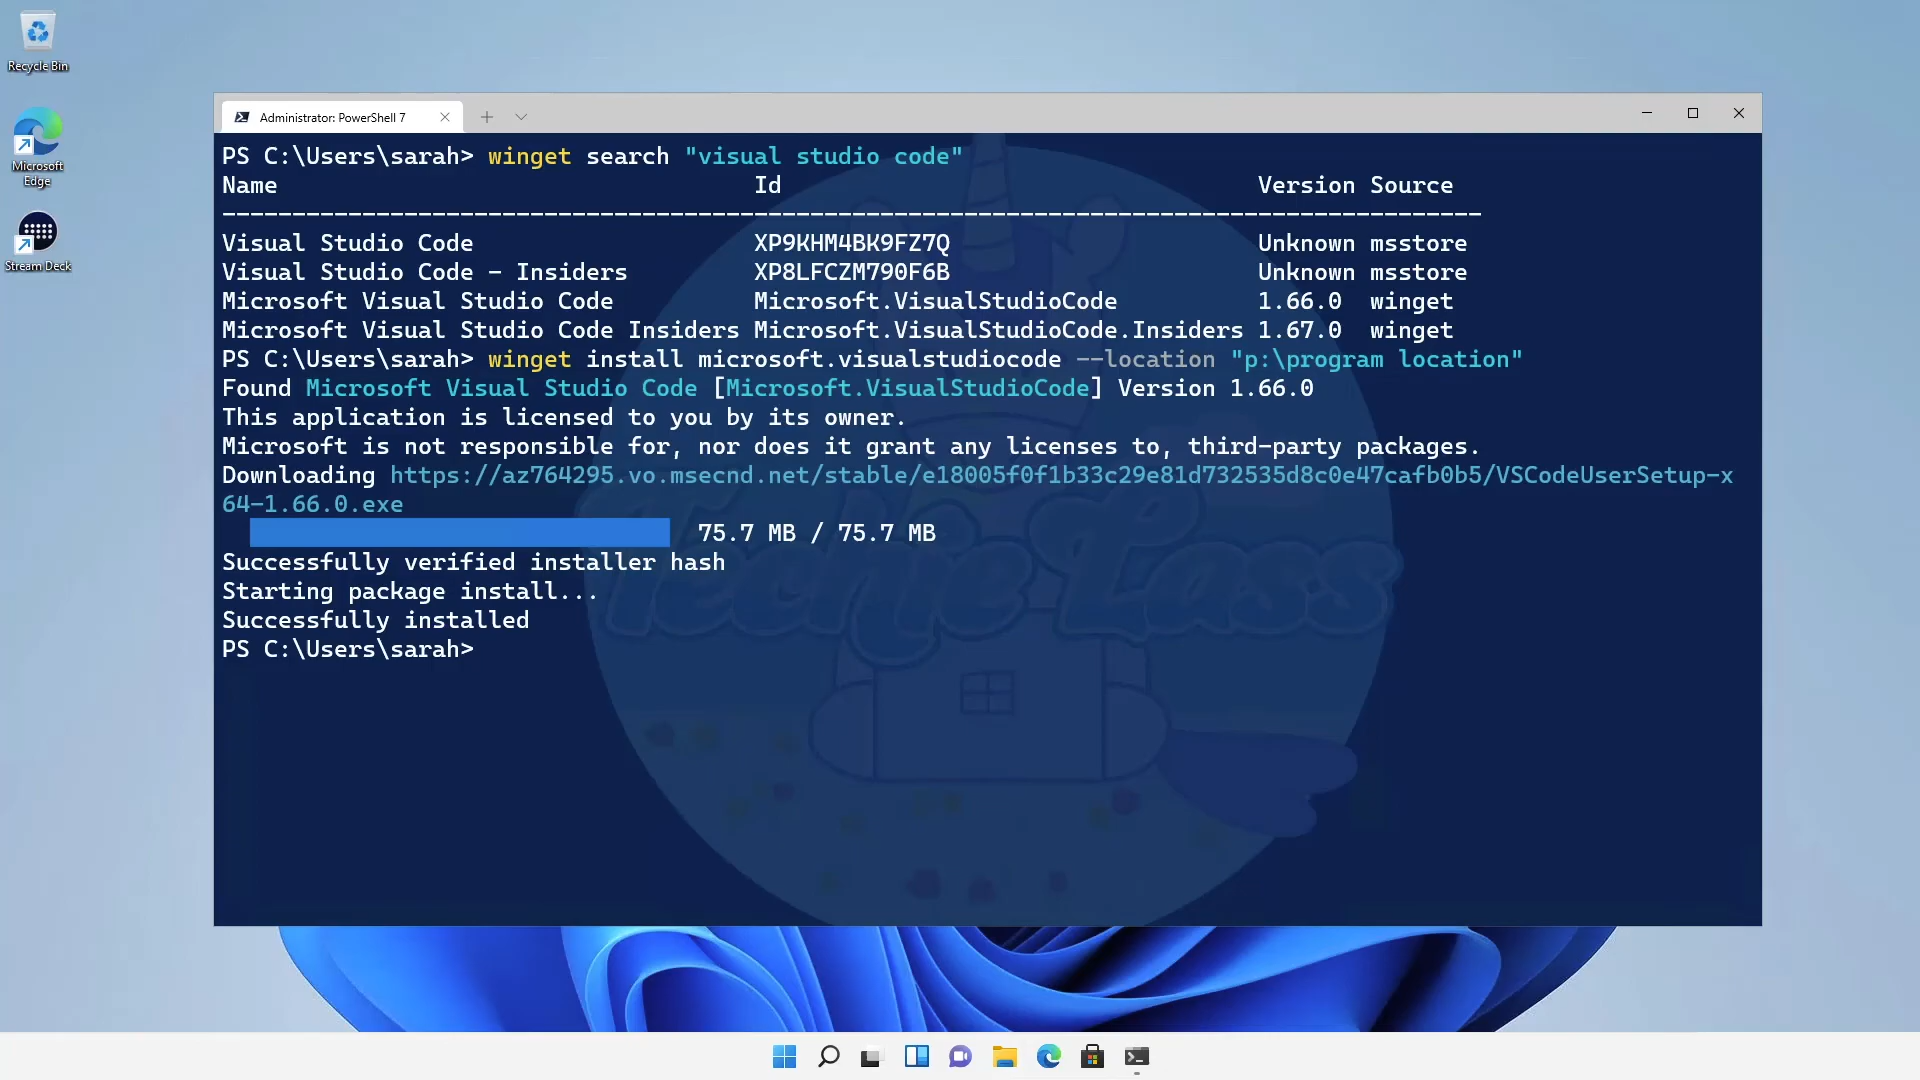 Recycle Bin
Microsoft
Edge
Stream Deck
Administrator: PowerShell 7
PS C:\Users\sarah> winget search "visual studio code"
Name Id Version Source
------------------------------------------------------------------------------------------
Visual Studio Code XP9KHM4BK9FZ7Q Unknown msstore
Visual Studio Code - Insiders XP8LFCZM790F6B Unknown msstore
Microsoft Visual Studio Code Microsoft.VisualStudioCode 1.66.0 winget
Microsoft Visual Studio Code Insiders Microsoft.VisualStudioCode.Insiders 1.67.0 winget
PS C:\Users\sarah> winget install microsoft.visualstudiocode --location "p:\program location"
Found Microsoft Visual Studio Code [Microsoft.VisualStudioCode] Version 1.66.0
This application is licensed to you by its owner.
Microsoft is not responsible for, nor does it grant any licenses to, third-party packages.
Downloading https://az764295.vo.msecnd.net/stable/e18005f0f1b33c29e81d732535d8c0e47cafb0b5/VSCodeUserSetup-x
64-1.66.0.exe
75.7 MB / 75.7 MB
Successfully verified installer hash
Starting package install...
Successfully installed
PS C:\Users\sarah>
Techie Lass